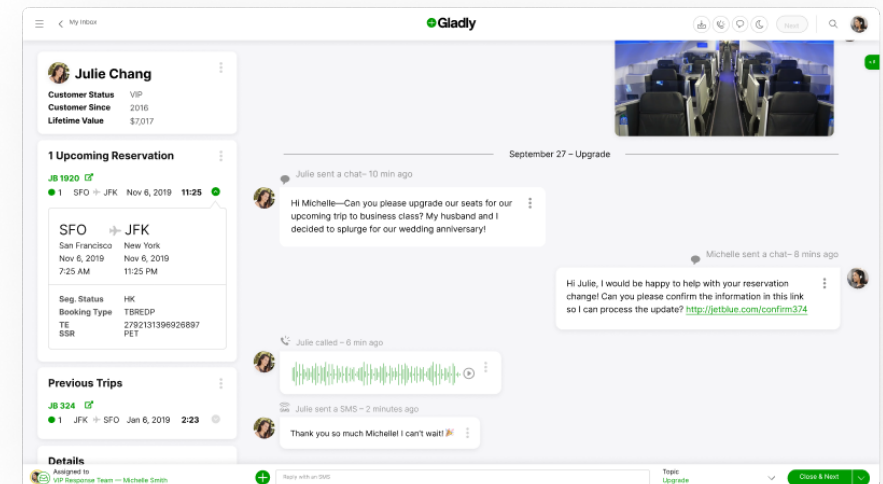 My Inbox
Gladly
Next
Julie Chang
Customer Status VIP
Customer Since 2016
Lifetime Value $7,017
1 Upcoming Reservation
JB 1920
1 SFO JFK Nov 6, 2019 11:25
SFO JFK
San Francisco New York
Nov 6, 2019 Nov 6, 2019
7:25 AM 11:25 PM
Seg. Status HK
Booking Type TBREDP
TE 2792131396926897
SSR PET
Previous Trips
JB 324
1 JFK SFO Jan 6, 2019 2:23
Details
Assigned to
VIP Response Team — Michelle Smith
September 27 – Upgrade
Julie sent a chat– 10 min ago
Hi Michelle—Can you please upgrade our seats for our
upcoming trip to business class? My husband and I
decided to splurge for our wedding anniversary!
Michelle sent a chat– 8 mins ago
Hi Julie, I would be happy to help with your reservation
change! Can you please confirm the information in this link
so I can process the update? http://jetblue.com/confirm374
Julie called – 6 min ago
Julie sent a SMS – 2 minutes ago
Thank you so much Michelle! I can't wait!🎉
Reply with an SMS
Topic
Upgrade
Close & Next